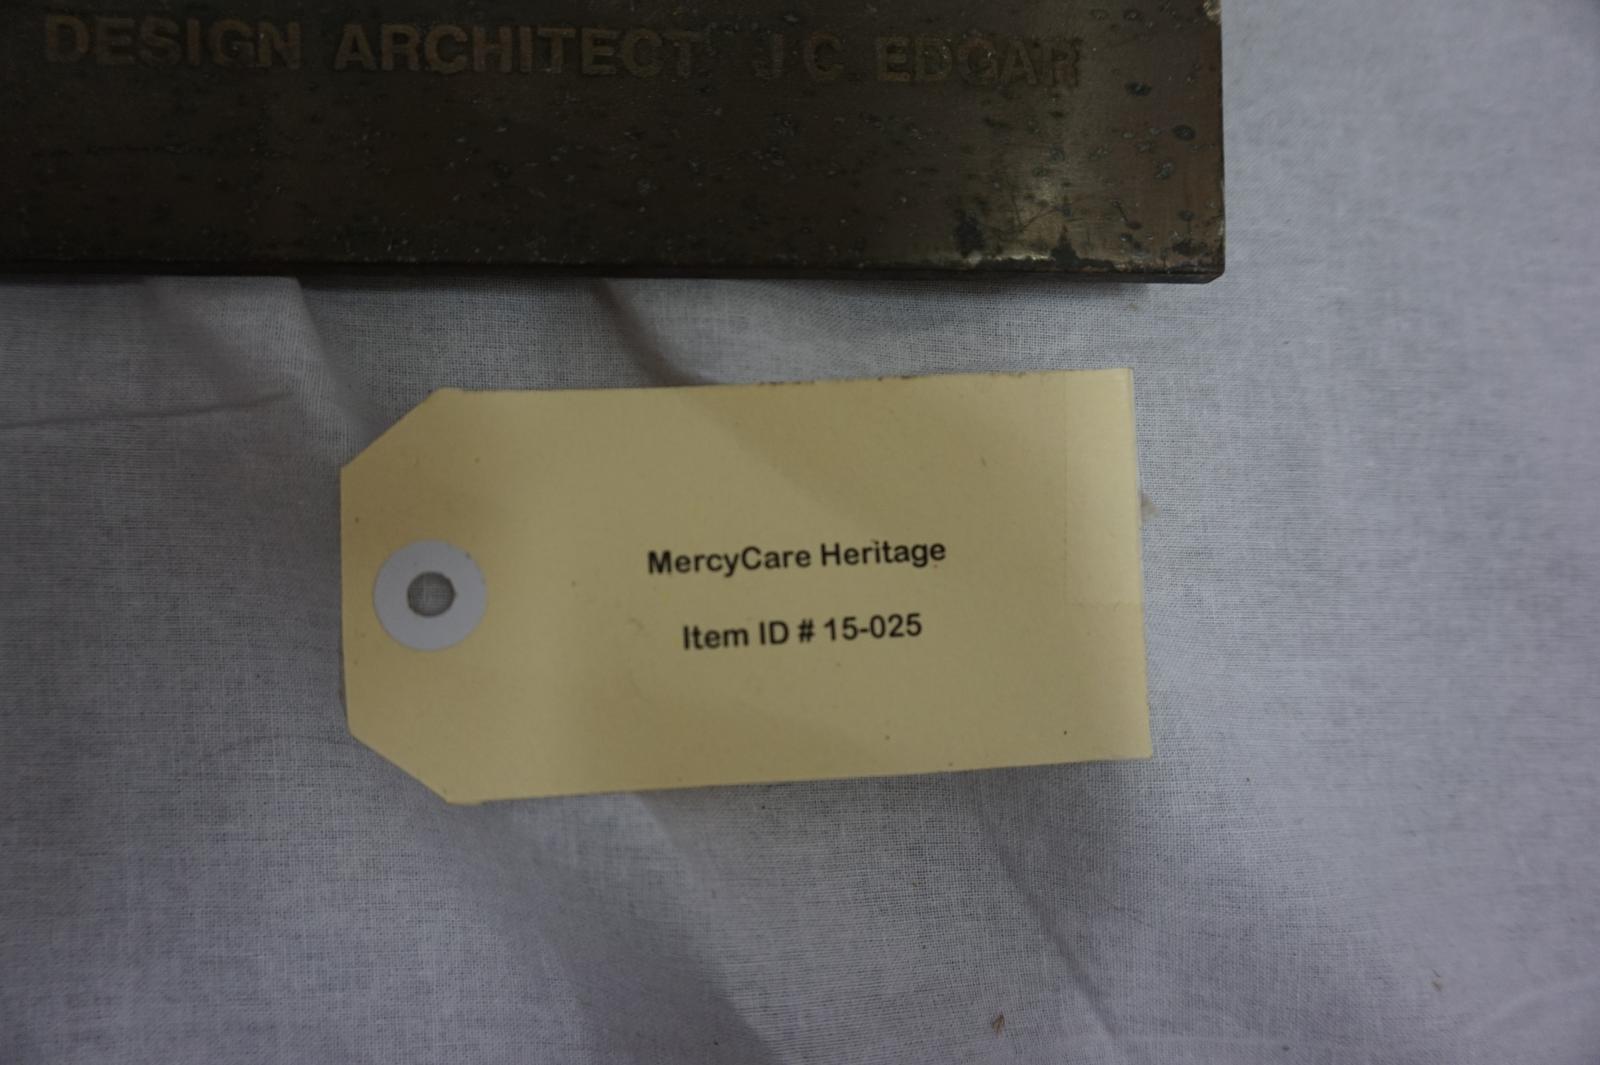 DESIGN ARCHITECT J C EDGAR
MercyCare Heritage
Item ID # 15-025